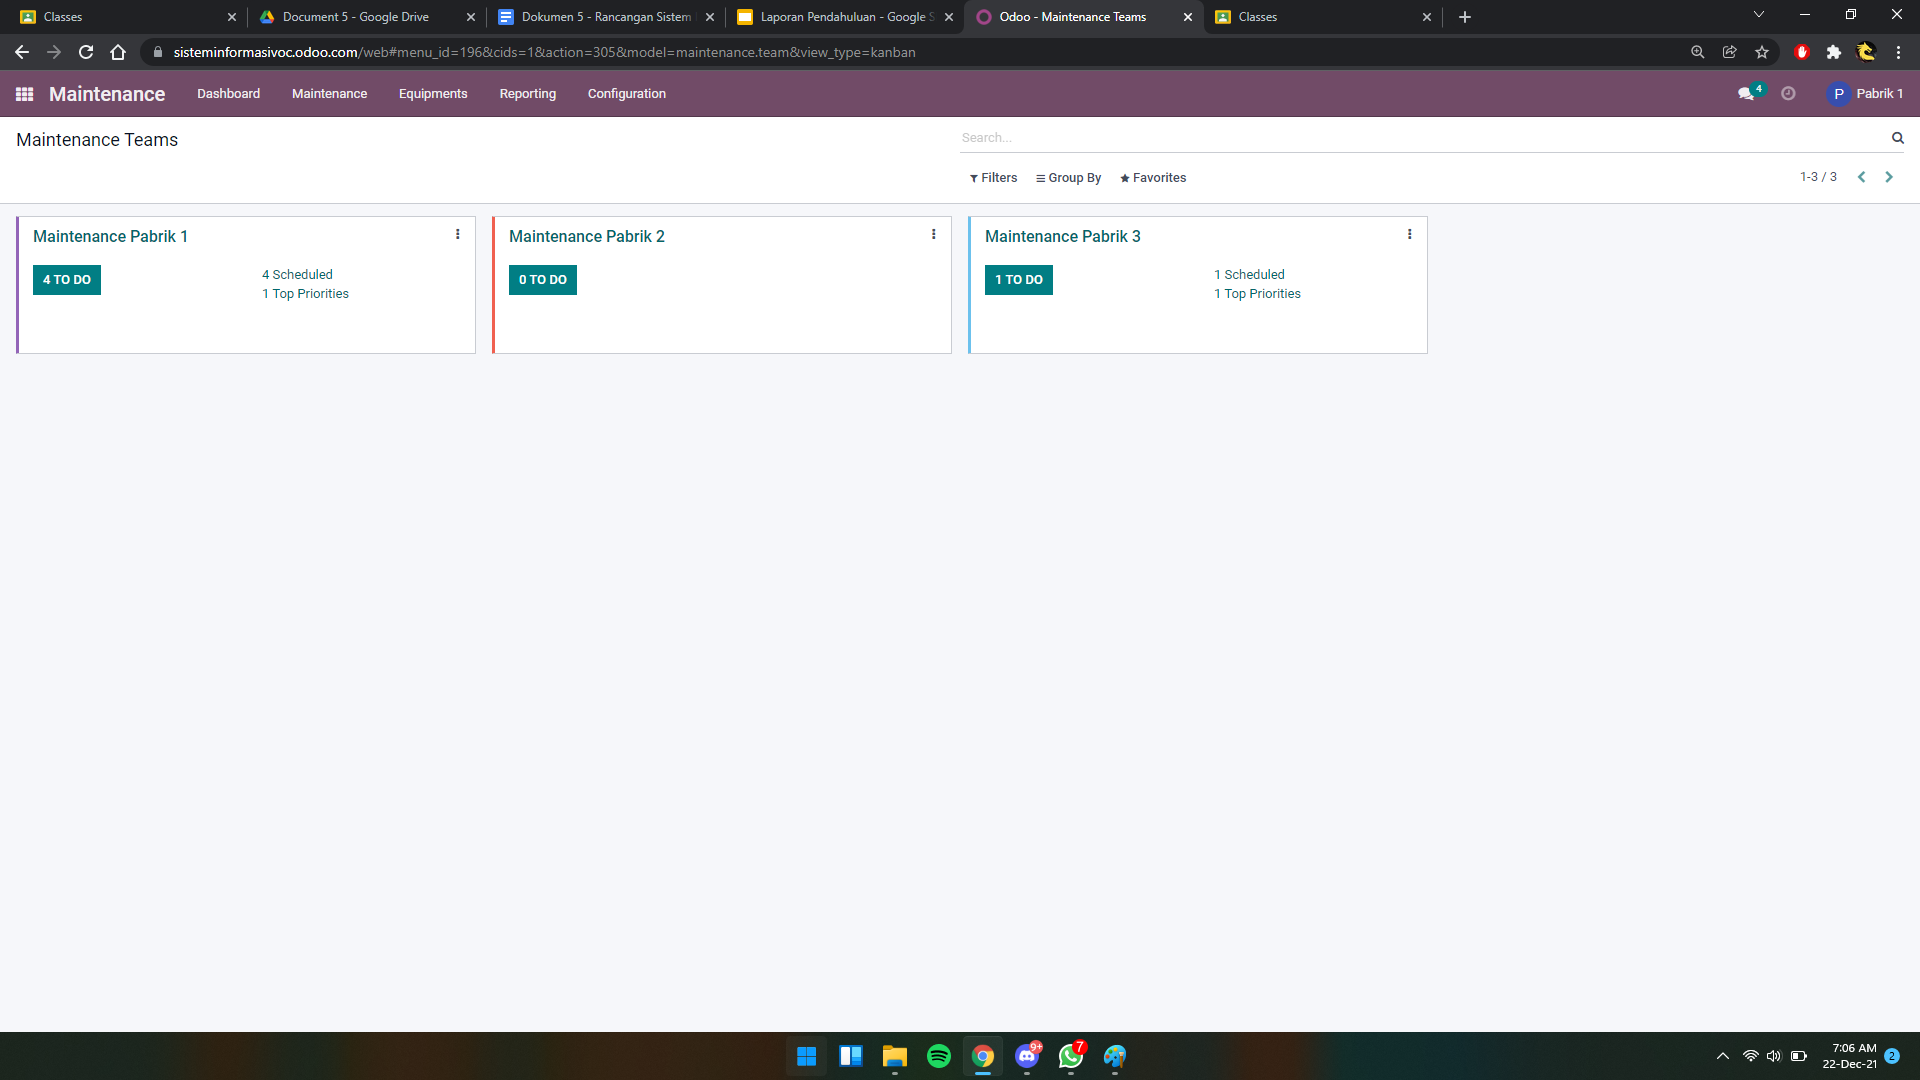 Classes
Document 5 - Google Drive
Dokumen 5 - Rancangan Sistem
Laporan Pendahuluan - Google S
Odoo - Maintenance Teams
Classes
sisteminformasivoc.odoo.com/web#menu_id=196&cids=1&action=305&model=maintenance.team&view_type=kanban
Maintenance
Dashboard
Maintenance
Equipments
Reporting
Configuration
4
P
Pabrik 1
Maintenance Teams
Search...
Filters
Group By
Favorites
1-3 / 3
Maintenance Pabrik 1
4 TO DO
4 Scheduled
1 Top Priorities
Maintenance Pabrik 2
0 TO DO
Maintenance Pabrik 3
1 TO DO
1 Scheduled
1 Top Priorities
9+
7
7:06 AM
22-Dec-21
2